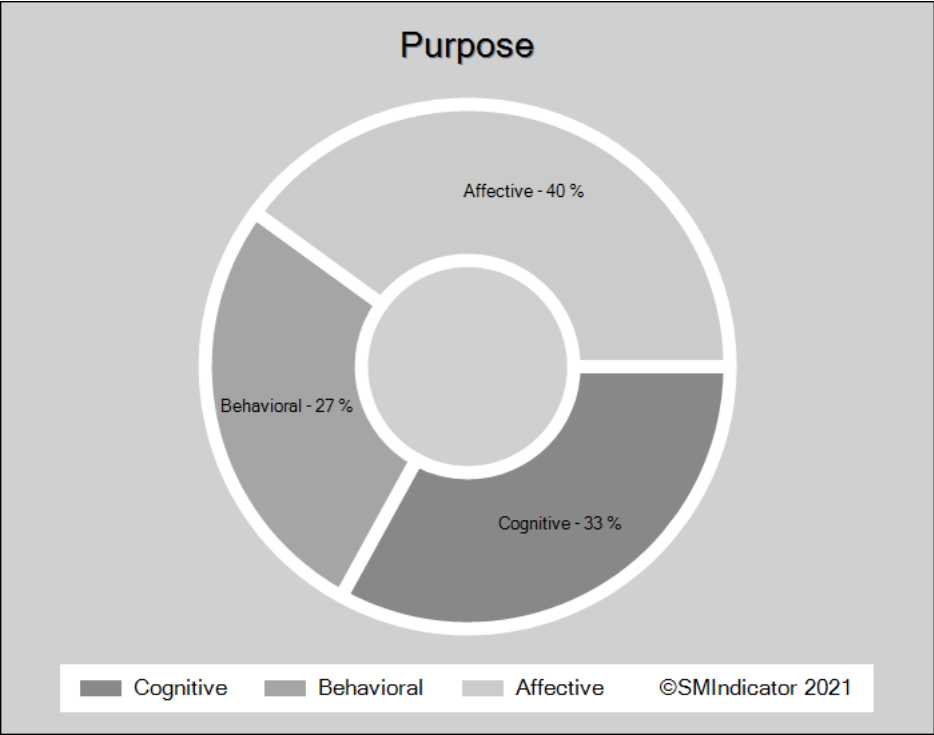 Purpose
Affective - 40 %
Behavioral - 27 %
Cognitive - 33 %
Cognitive Behavioral Affective ©SMIndicator 2021